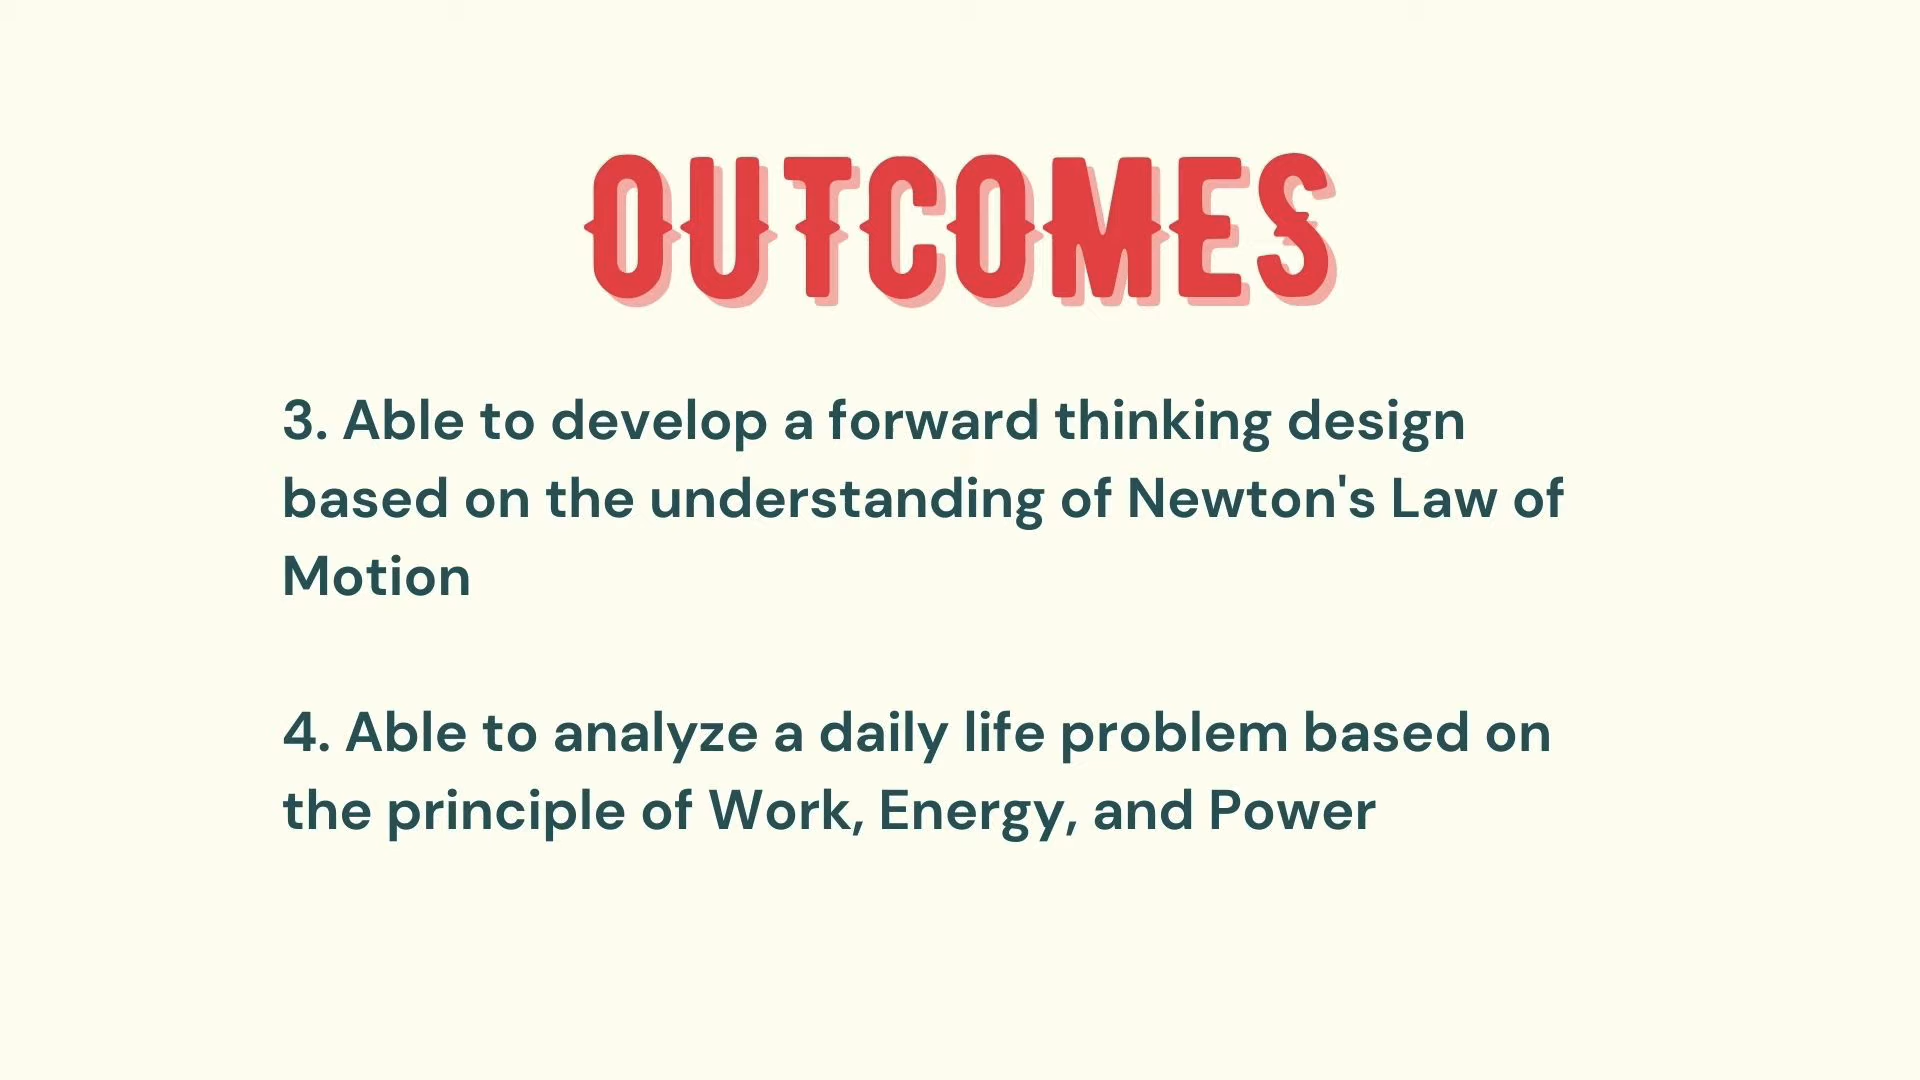 OUTCOMES
3. Able to develop a forward thinking design
based on the understanding of Newton's Law of
Motion
4. Able to analyze a daily life problem based on
the principle of Work, Energy, and Power